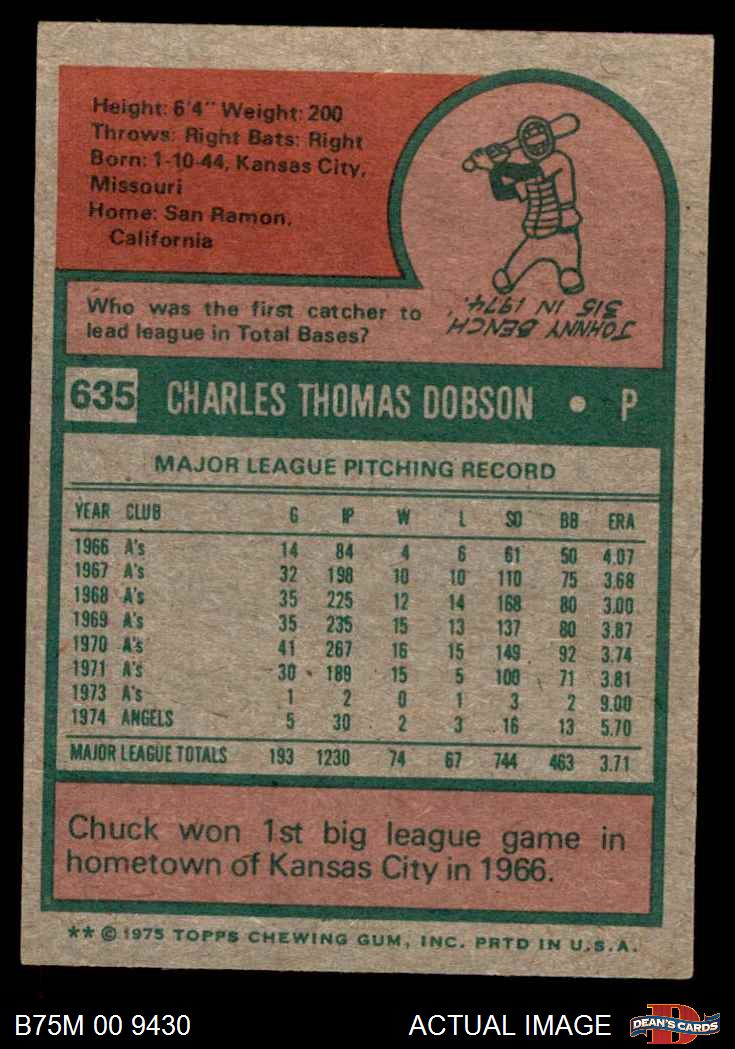 Height: 6'4" Weight: 200
Throws: Right Bats: Right
Born: 1-10-44, Kansas City,
Missouri
Home: San Ramon,
California
Who was the first catcher to
lead league in Total Bases?
JOHNNY BENCH,
315 IN 1974.
635 CHARLES THOMAS DOBSON • P
MAJOR LEAGUE PITCHING RECORD
YEAR CLUB G IP W L SO BB ERA
1966 A's 14 84 4 6 61 50 4.07
1967 A's 32 198 10 10 110 75 3.68
1968 A's 35 225 12 14 168 80 3.00
1969 A's 35 235 15 13 137 80 3.87
1970 A's 41 267 16 15 149 92 3.74
1971 A's 30 189 15 5 100 71 3.81
1973 A's 1 2 0 1 3 2 9.00
1974 ANGELS 5 30 2 3 16 13 5.70
MAJOR LEAGUE TOTALS 193 1230 74 67 744 463 3.71
Chuck won 1st big league game in
hometown of Kansas City in 1966.
** © 1975 TOPPS CHEWING GUM, INC. PRTD IN U.S.A.
B75M 00 9430 ACTUAL IMAGE
D
DEAN'S CARDS